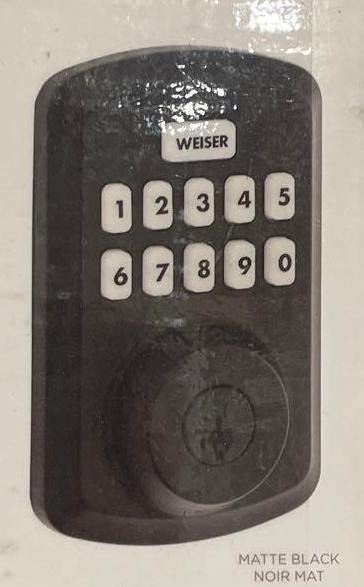 WEISER
1 2 3 4 5
6 7 8 9 0
MATTE BLACK
NOIR MAT